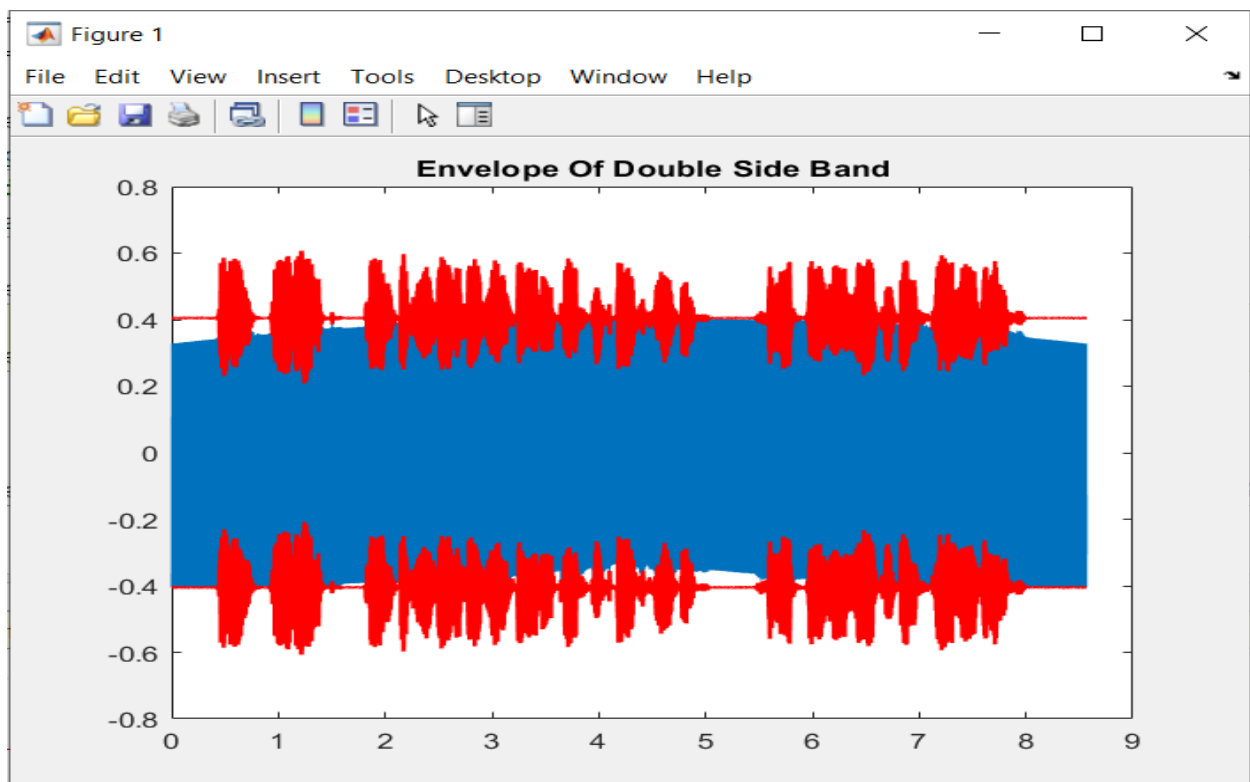 Figure 1
File Edit View Insert Tools Desktop Window Help
Envelope Of Double Side Band
0.8
0.6
0.4
0.2
0
-0.2
-0.4
-0.6
-0.8
0 1 2 3 4 5 6 7 8 9